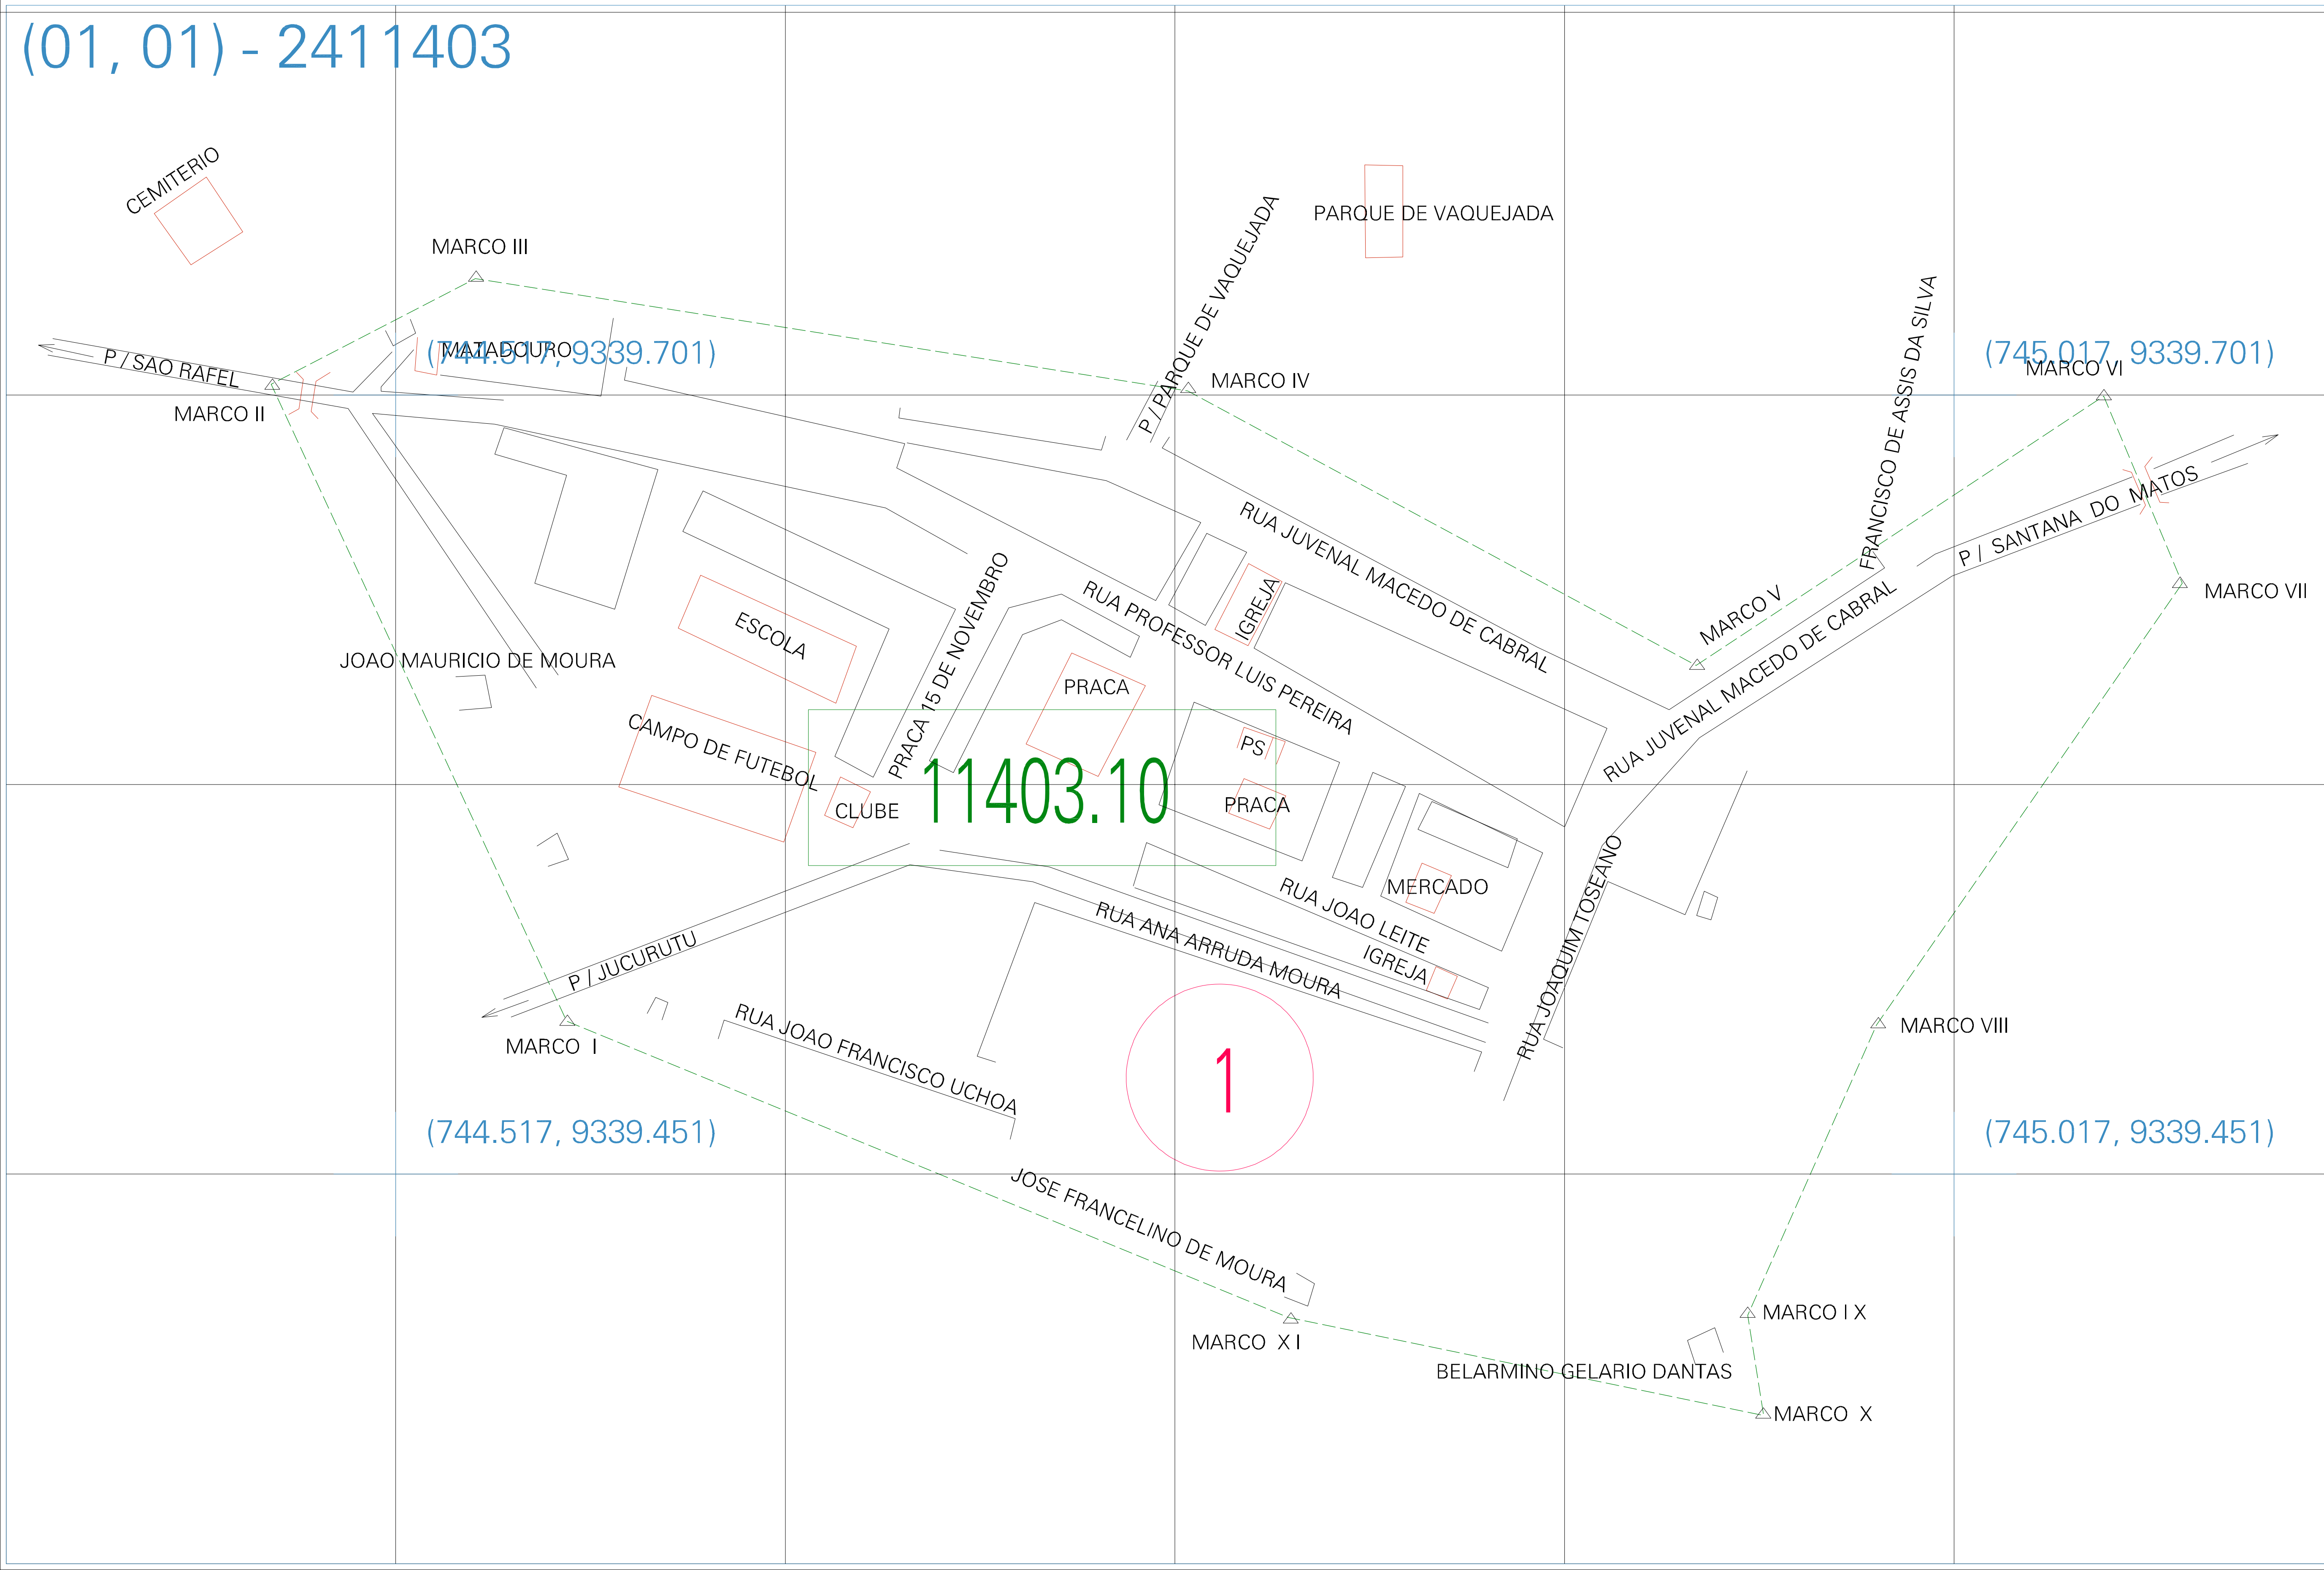 (01, 01) - 2411403
CEMITERIO
MARCO III
PARQUE DE VAQUEJADA
P / PARQUE DE VAQUEJADA
P / SAO RAFEL
MATADOURO
(744.517, 9339.701)
MARCO II
MARCO IV
FRANCISCO DE ASSIS DA SILVA
(745.017, 9339.701)
MARCO VI
P / SANTANA DO MATOS
MARCO VII
RUA JUVENAL MACEDO DE CABRAL
IGREJA
RUA PROFESSOR LUIS PEREIRA
MARCO V
RUA JUVENAL MACEDO DE CABRAL
ESCOLA
JOAO MAURICIO DE MOURA
PRACA 15 DE NOVEMBRO
PRACA
CAMPO DE FUTEBOL
PS
CLUBE
11403.10
PRACA
MERCADO
RUA JOAO LEITE
IGREJA
RUA ANA ARRUDA MOURA
RUA JOAQUIM TOSEANO
P / JUCURUTU
MARCO I
RUA JOAO FRANCISCO UCHOA
1
MARCO VIII
(744.517, 9339.451)
(745.017, 9339.451)
JOSE FRANCELINO DE MOURA
MARCO X I
MARCO I X
BELARMINO GELARIO DANTAS
MARCO X